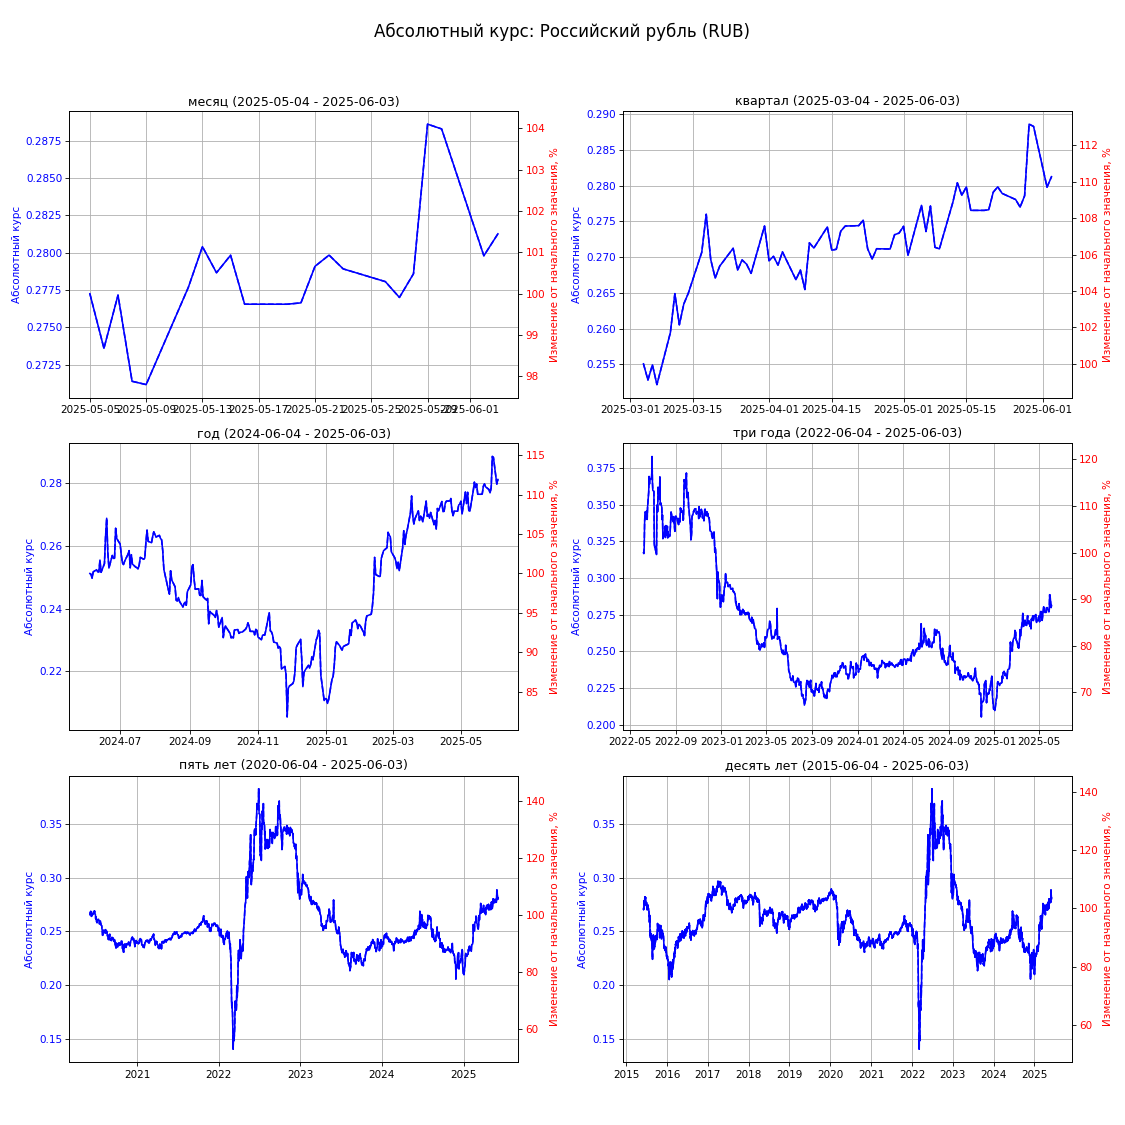 Абсолютный курс: Российский рубль (RUB)
месяц (2025-05-04 - 2025-06-03)
Абсолютный курс
0.2875
0.2850
0.2825
0.2800
0.2775
0.2750
0.2725
104
103
102
101
100
99
98
Изменение от начального значения, %
2025-05-05 2025-05-09 2025-05-13 2025-05-17 2025-05-21 2025-05-25 2025-05-29 2025-06-01
квартал (2025-03-04 - 2025-06-03)
Абсолютный курс
0.290
0.285
0.280
0.275
0.270
0.265
0.260
0.255
112
110
108
106
104
102
100
Изменение от начального значения, %
2025-03-01 2025-03-15 2025-04-01 2025-04-15 2025-05-01 2025-05-15 2025-06-01
год (2024-06-04 - 2025-06-03)
Абсолютный курс
0.28
0.26
0.24
0.22
115
110
105
100
95
90
85
Изменение от начального значения, %
2024-07 2024-09 2024-11 2025-01 2025-03 2025-05
три года (2022-06-04 - 2025-06-03)
Абсолютный курс
0.375
0.350
0.325
0.300
0.275
0.250
0.225
0.200
120
110
100
90
80
70
Изменение от начального значения, %
2022-05 2022-09 2023-01 2023-05 2023-09 2024-01 2024-05 2024-09 2025-01 2025-05
пять лет (2020-06-04 - 2025-06-03)
Абсолютный курс
0.35
0.30
0.25
0.20
0.15
140
120
100
80
60
Изменение от начального значения, %
2021 2022 2023 2024 2025
десять лет (2015-06-04 - 2025-06-03)
Абсолютный курс
0.35
0.30
0.25
0.20
0.15
140
120
100
80
60
Изменение от начального значения, %
2015 2016 2017 2018 2019 2020 2021 2022 2023 2024 2025